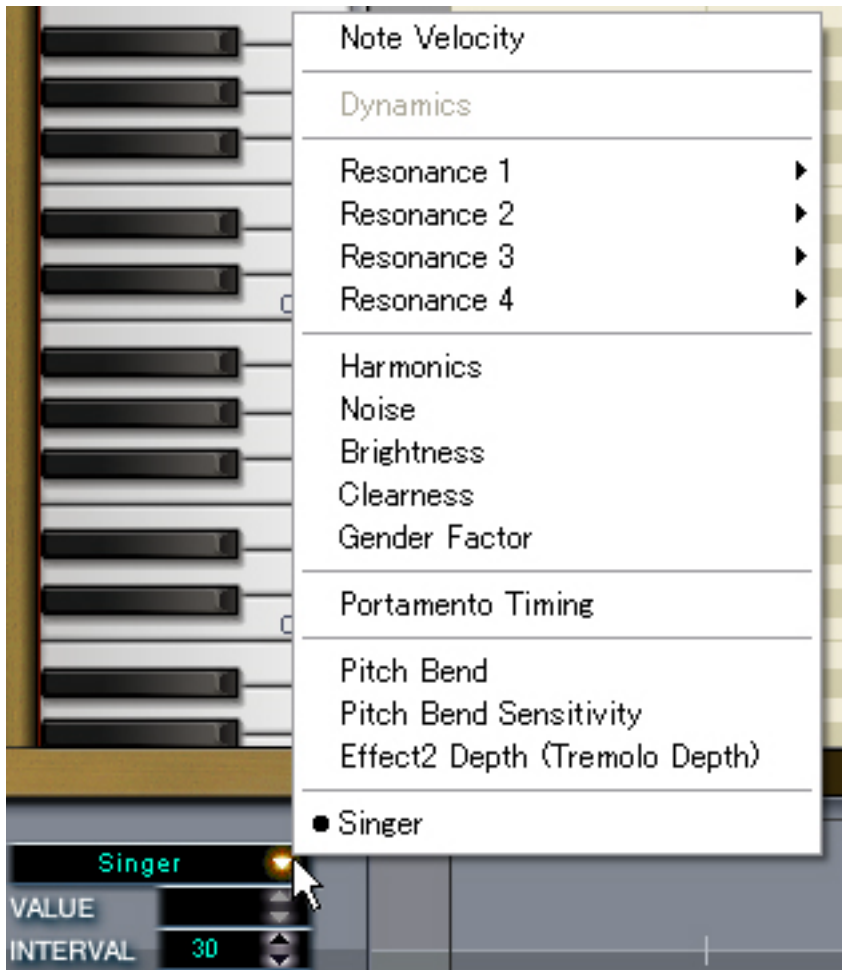 Note Velocity
Dynamics
Resonance 1
Resonance 2
Resonance 3
Resonance 4
Harmonics
Noise
Brightness
Clearness
Gender Factor
Portamento Timing
Pitch Bend
Pitch Bend Sensitivity
Effect2 Depth (Tremolo Depth)
Singer
Singer
VALUE
INTERVAL 30